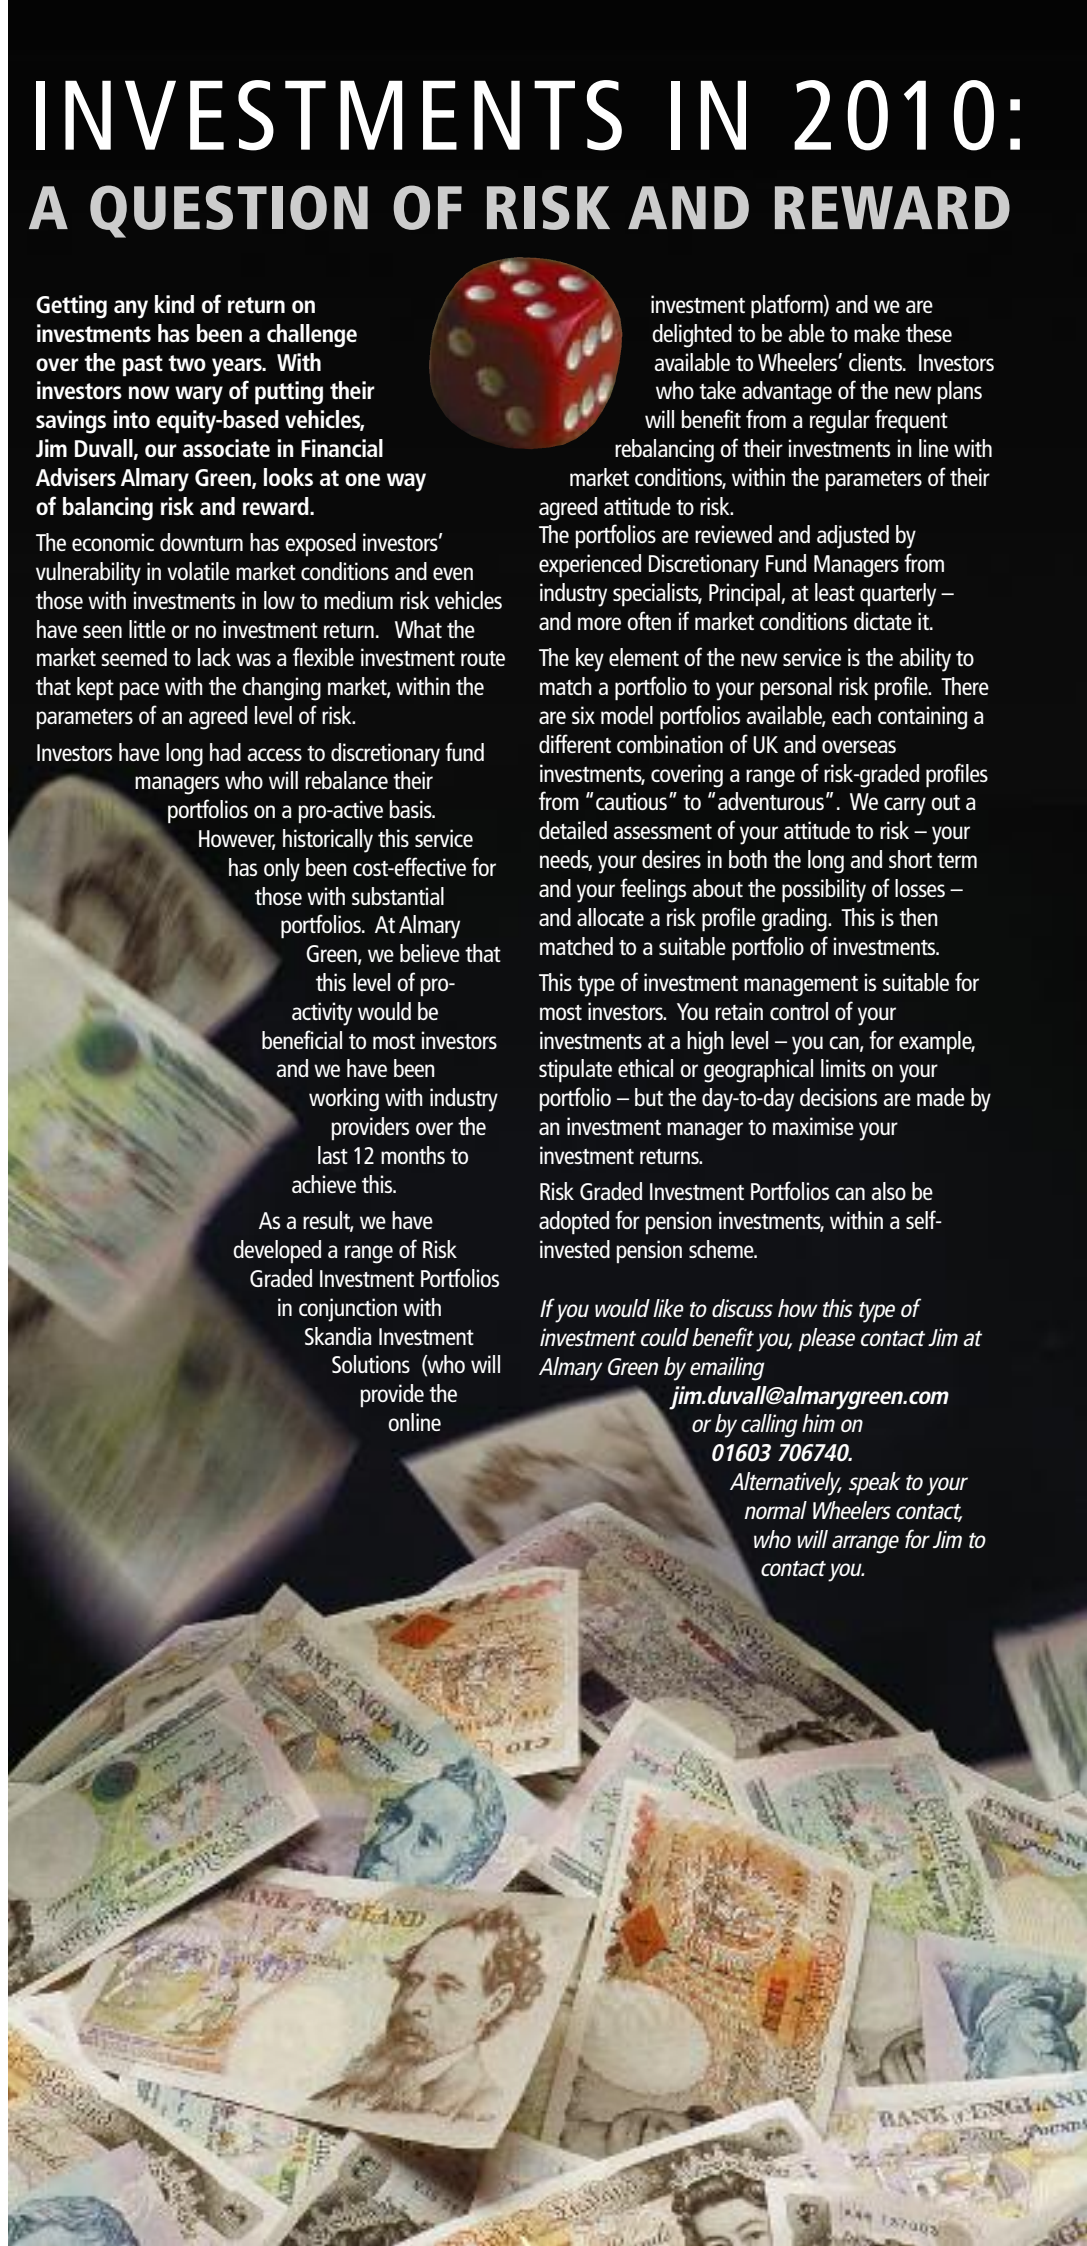 INVESTMENTS IN 2010:
A QUESTION OF RISK AND REWARD
Getting any kind of return on
investments has been a challenge
over the past two years. With
investors now wary of putting their
savings into equity-based vehicles,
Jim Duvall, our associate in Financial
Advisers Almary Green, looks at one way
of balancing risk and reward.
The economic downturn has exposed investors'
vulnerability in volatile market conditions and even
those with investments in low to medium risk vehicles
have seen little or no investment return. What the
market seemed to lack was a flexible investment route
that kept pace with the changing market, within the
parameters of an agreed level of risk.
Investors have long had access to discretionary fund
managers who will rebalance their
portfolios on a pro-active basis.
However, historically this service
has only been cost-effective for
those with substantial
portfolios. At Almary
Green, we believe that
this level of pro-
activity would be
beneficial to most investors
and we have been
working with industry
providers over the
last 12 months to
achieve this.
As a result, we have
developed a range of Risk
Graded Investment Portfolios
in conjunction with
Skandia Investment
Solutions (who will
provide the
online
investment platform) and we are
delighted to be able to make these
available to Wheelers' clients. Investors
who take advantage of the new plans
will benefit from a regular frequent
rebalancing of their investments in line with
market conditions, within the parameters of their
agreed attitude to risk.
The portfolios are reviewed and adjusted by
experienced Discretionary Fund Managers from
industry specialists, Principal, at least quarterly –
and more often if market conditions dictate it.
The key element of the new service is the ability to
match a portfolio to your personal risk profile. There
are six model portfolios available, each containing a
different combination of UK and overseas
investments, covering a range of risk-graded profiles
from "cautious" to "adventurous". We carry out a
detailed assessment of your attitude to risk – your
needs, your desires in both the long and short term
and your feelings about the possibility of losses –
and allocate a risk profile grading. This is then
matched to a suitable portfolio of investments.
This type of investment management is suitable for
most investors. You retain control of your
investments at a high level – you can, for example,
stipulate ethical or geographical limits on your
portfolio – but the day-to-day decisions are made by
an investment manager to maximise your
investment returns.
Risk Graded Investment Portfolios can also be
adopted for pension investments, within a self-
invested pension scheme.
If you would like to discuss how this type of
investment could benefit you, please contact Jim at
Almary Green by emailing
jim.duvall@almarygreen.com
or by calling him on
01603 706740.
Alternatively, speak to your
normal Wheelers contact,
who will arrange for Jim to
contact you.
BANK of ENGLAND
£10
BANK of ENGLAND
BANK of ENGLAND